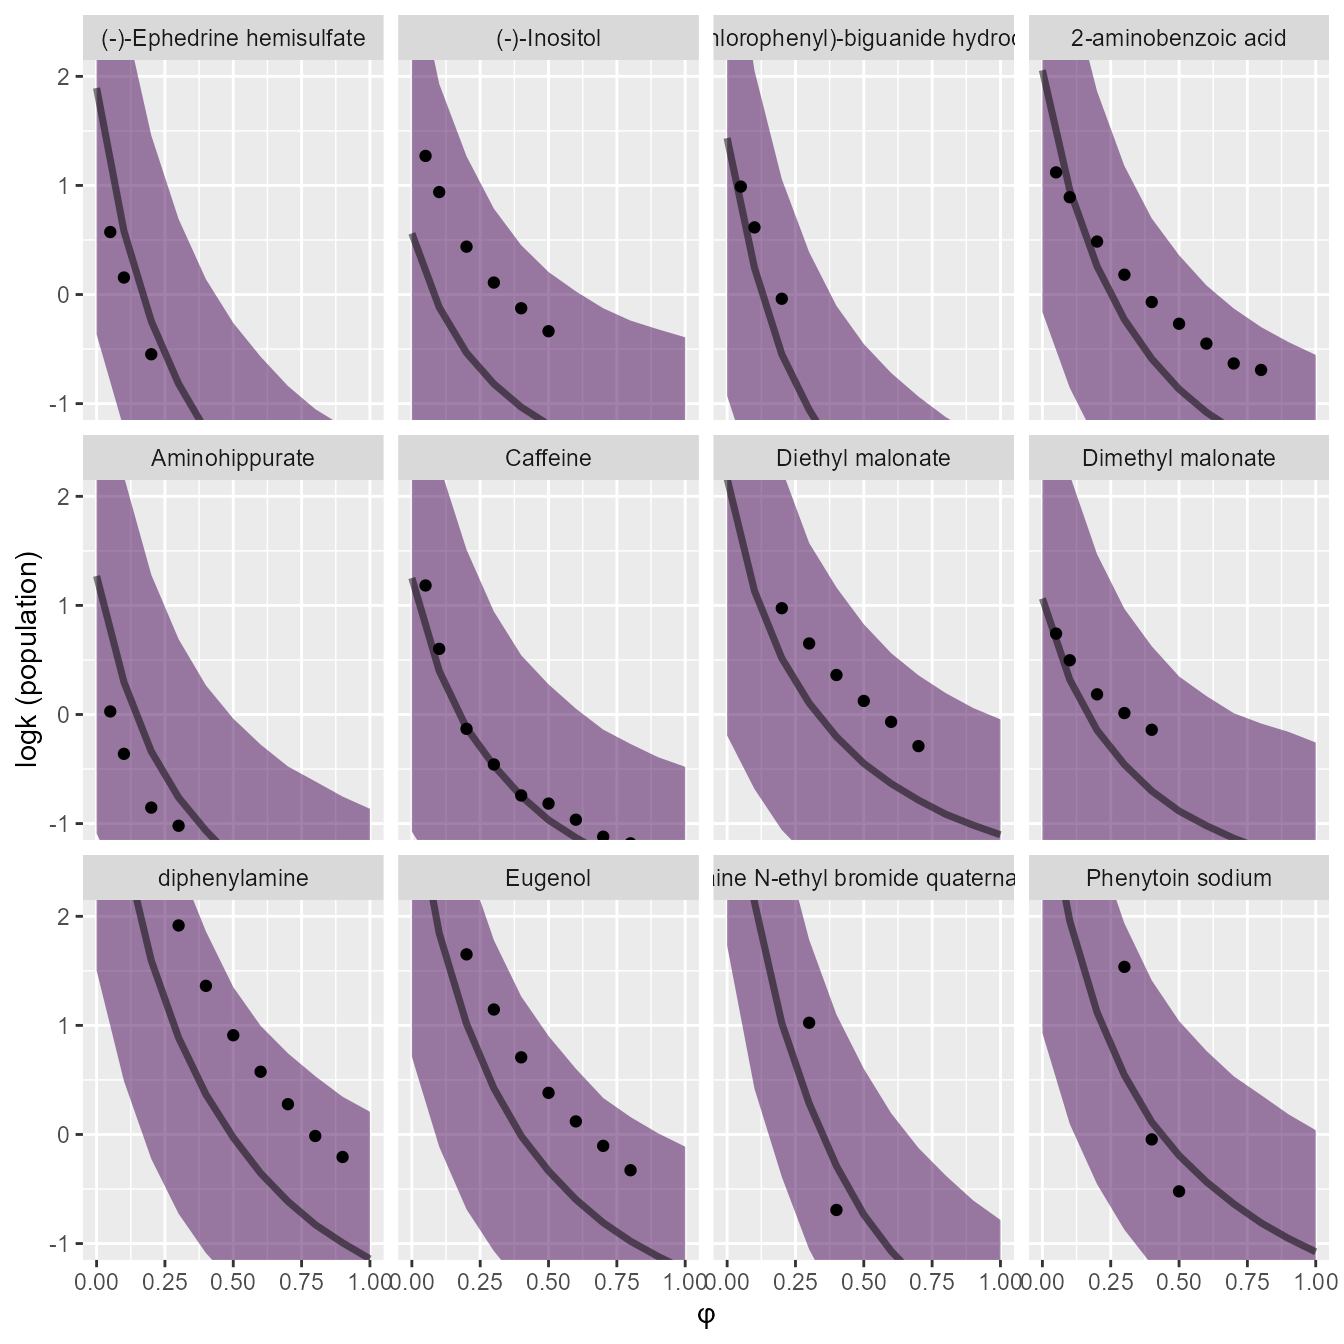 (-)-Ephedrine hemisulfate (-)-Inositol hlorophenyl)-biguanide hydroc 2-aminobenzoic acid
2
1
0
-1
Aminohippurate Caffeine Diethyl malonate Dimethyl malonate
2
1
0
-1
logk (population)
diphenylamine Eugenol ine N-ethyl bromide quaterna Phenytoin sodium
2
1
0
-1
0.00 0.25 0.50 0.75 1.00 0.00 0.25 0.50 0.75 1.00 0.00 0.25 0.50 0.75 1.00 0.00 0.25 0.50 0.75 1.00
φ